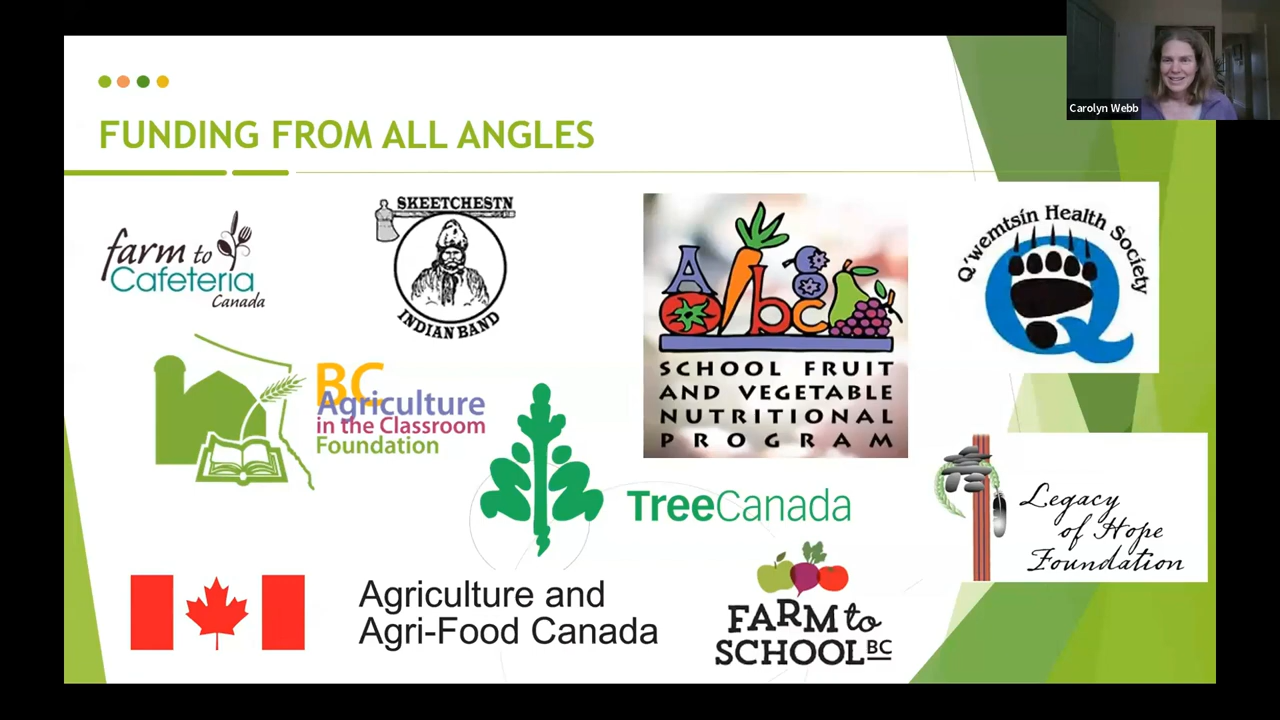 Carolyn Webb
FUNDING FROM ALL ANGLES
farm to
Cafeteria
Canada
SKEETCHESTN
INDIAN BAND
A b g
b c
SCHOOL FRUIT
AND VEGETABLE
NUTRITIONAL
PROGRAM
Q'wemtsín Health Society
BC
Agriculture
in the Classroom
Foundation
TreeCanada
Legacy
of Hope
Foundation
Agriculture and
Agri-Food Canada
FARM to
SCHOOL BC